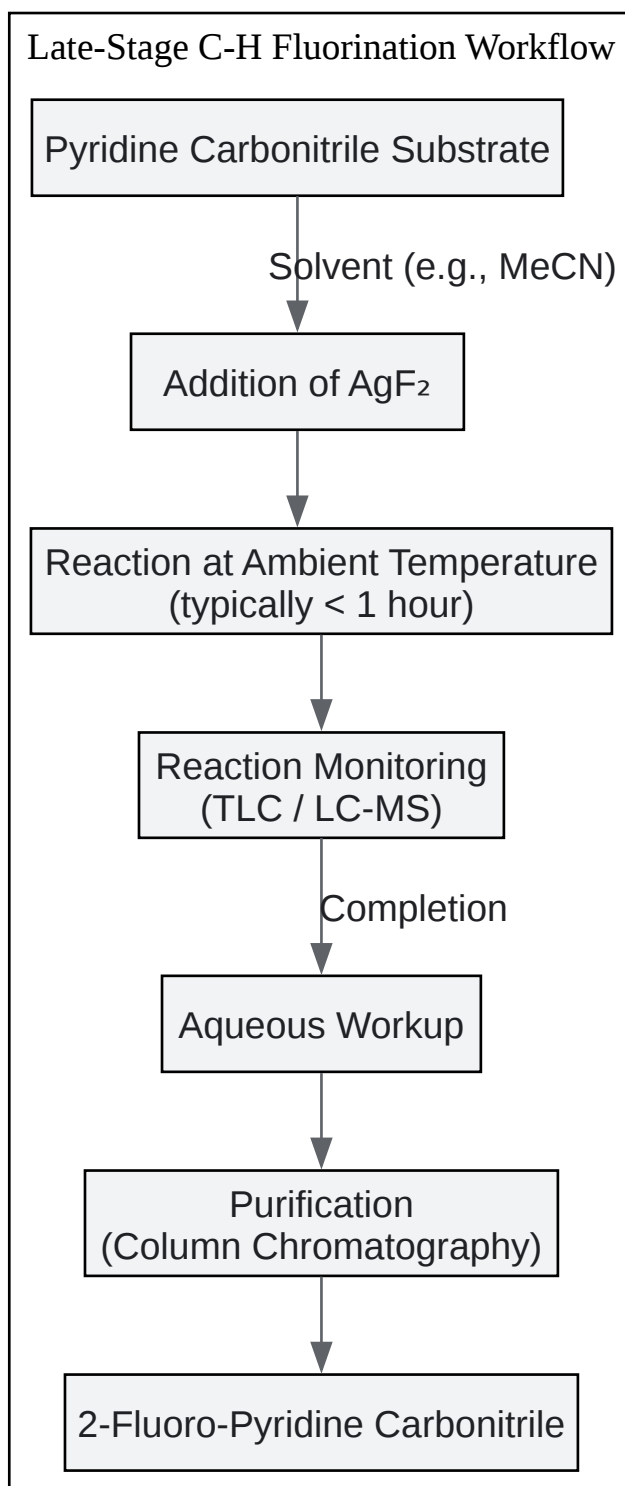 Late-Stage C-H Fluorination Workflow
Pyridine Carbonitrile Substrate
Solvent (e.g., MeCN)
Addition of AgF₂
Reaction at Ambient Temperature
(typically < 1 hour)
Reaction Monitoring
(TLC / LC-MS)
Completion
Aqueous Workup
Purification
(Column Chromatography)
2-Fluoro-Pyridine Carbonitrile